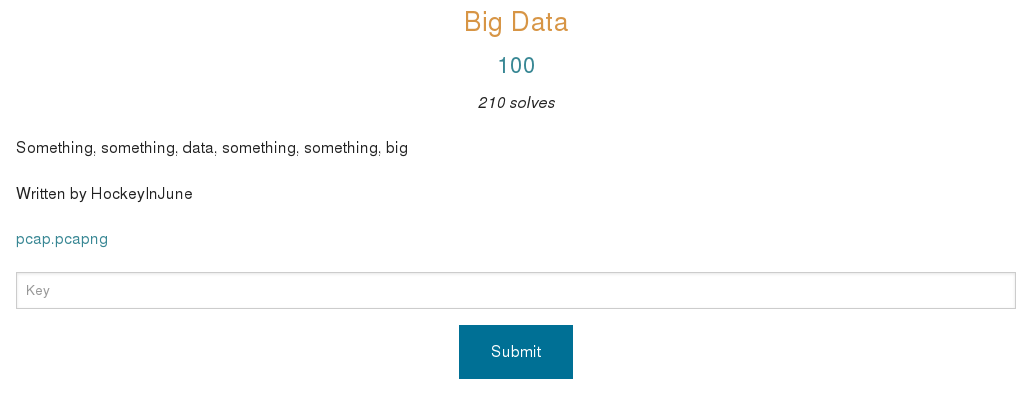 Big Data
100
210 solves
Something, something, data, something, something, big
Written by HockeyInJune
pcap.pcapng
Key
Submit